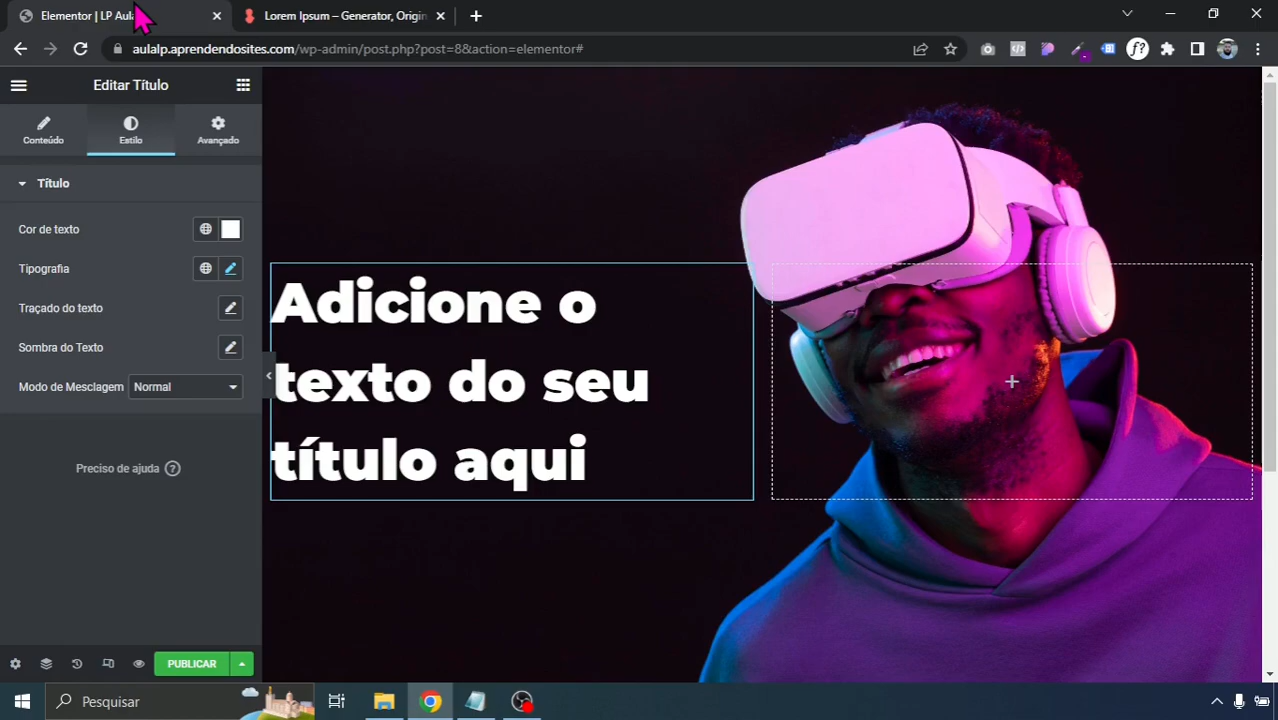 Elementor | LP Aula
Lorem Ipsum – Generator, Origin
aulalp.aprendendosites.com/wp-admin/post.php?post=8&action=elementor#
Editar Título
Conteúdo
Estilo
Avançado
Título
Cor de texto
Tipografia
Traçado do texto
Sombra do Texto
Modo de Mesclagem
Normal
Preciso de ajuda
PUBLICAR
Adicione o
texto do seu
título aqui
Pesquisar